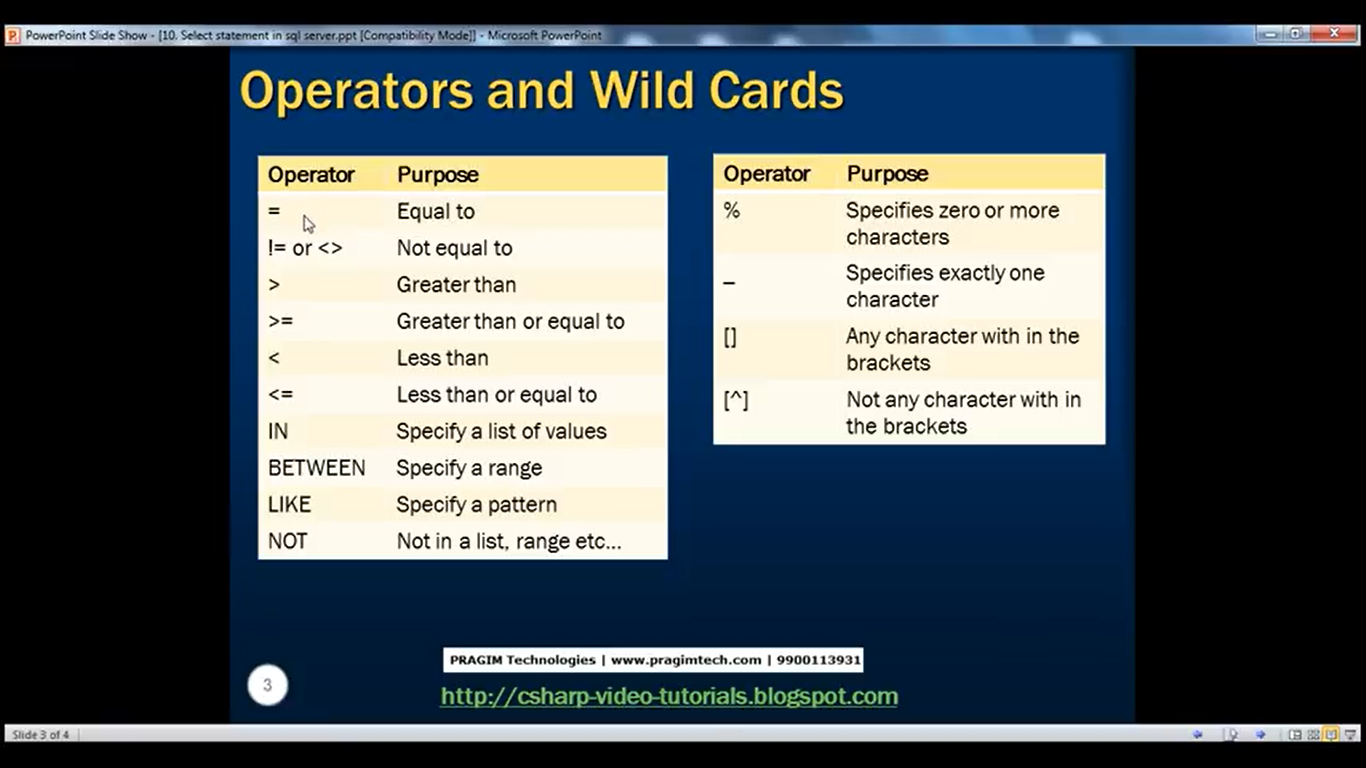 PowerPoint Slide Show - [10. Select statement in sql server.ppt [Compatibility Mode]] - Microsoft PowerPoint
Operators and Wild Cards
Operator Purpose
= Equal to
!= or <> Not equal to
> Greater than
>= Greater than or equal to
< Less than
<= Less than or equal to
IN Specify a list of values
BETWEEN Specify a range
LIKE Specify a pattern
NOT Not in a list, range etc...
Operator Purpose
% Specifies zero or more
characters
_ Specifies exactly one
character
[] Any character with in the
brackets
[^] Not any character with in
the brackets
PRAGIM Technologies | www.pragimtech.com | 9900113931
3
http://csharp-video-tutorials.blogspot.com
Slide 3 of 4